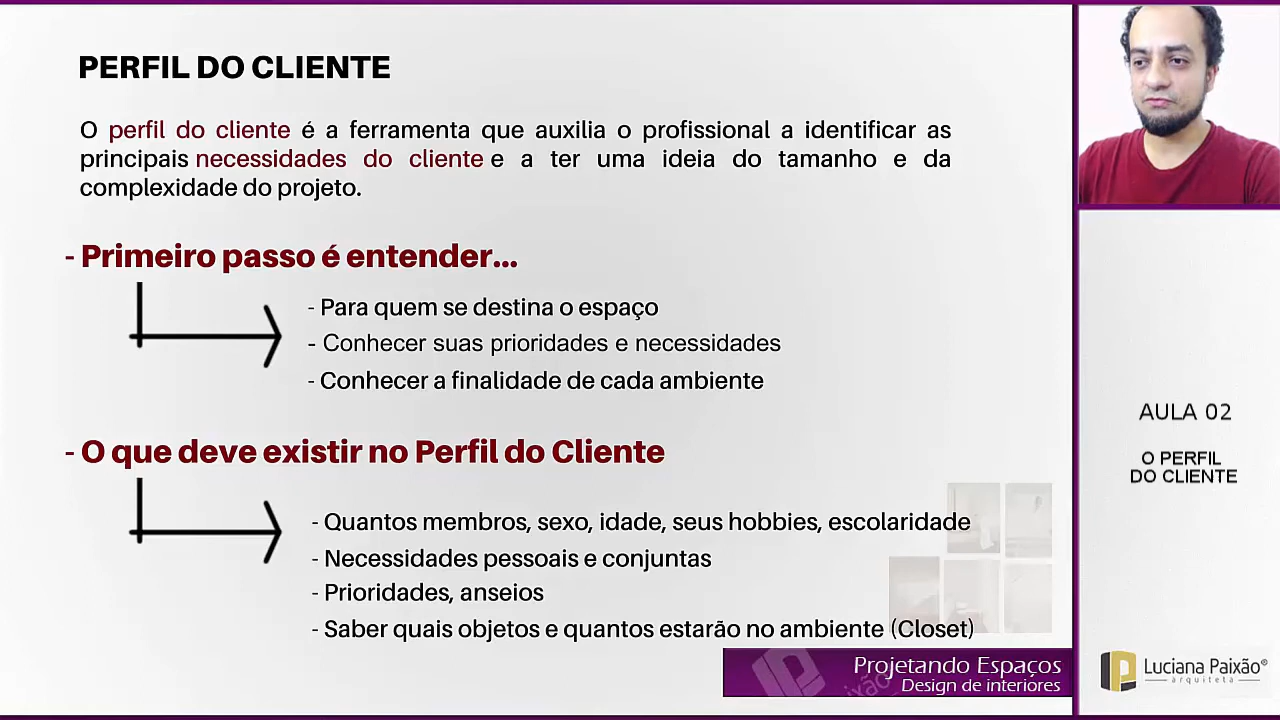 PERFIL DO CLIENTE
O perfil do cliente é a ferramenta que auxilia o profissional a identificar as
principais necessidades do cliente e a ter uma ideia do tamanho e da
complexidade do projeto.
- Primeiro passo é entender...
- Para quem se destina o espaço
- Conhecer suas prioridades e necessidades
- Conhecer a finalidade de cada ambiente
- O que deve existir no Perfil do Cliente
- Quantos membros, sexo, idade, seus hobbies, escolaridade
- Necessidades pessoais e conjuntas
- Prioridades, anseios
- Saber quais objetos e quantos estarão no ambiente (Closet)
Projetando Espaços
Design de interiores
AULA 02
O PERFIL
DO CLIENTE
Luciana Paixão®
arquiteta